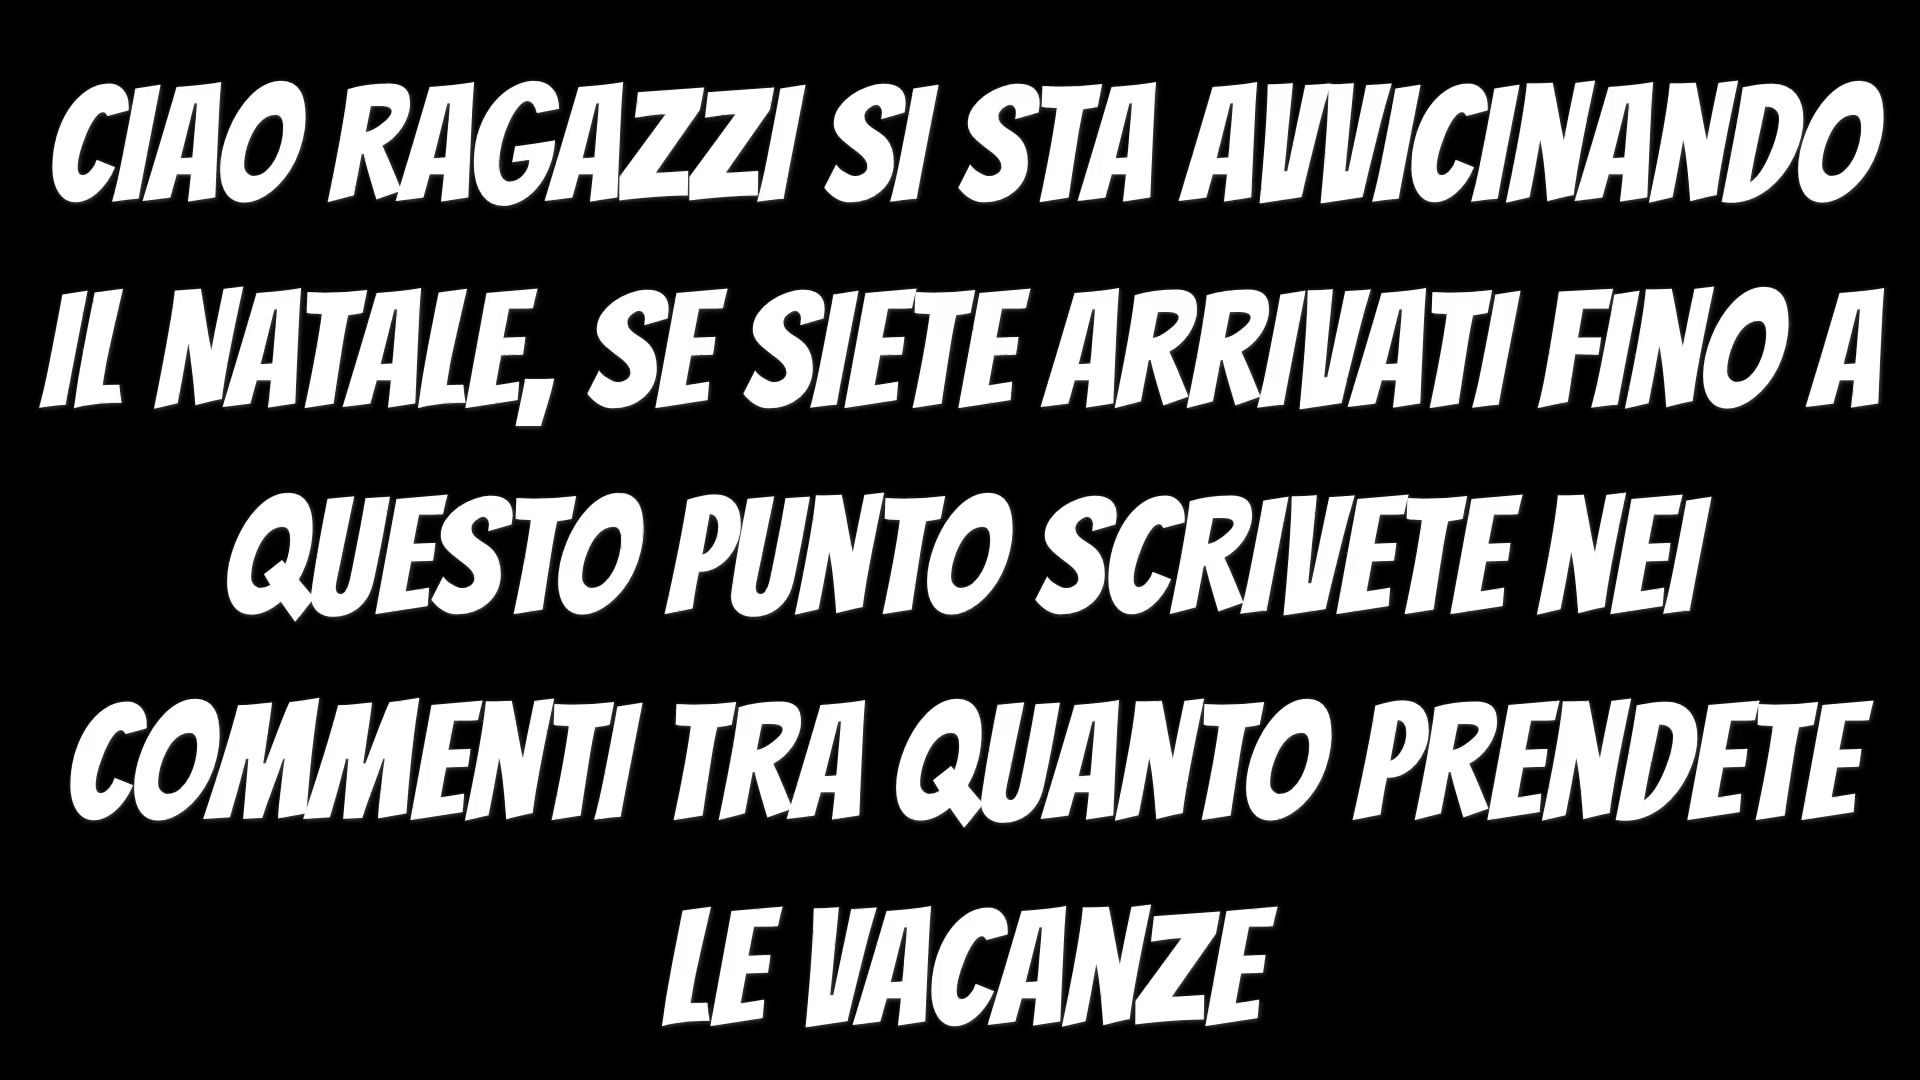 CIAO RAGAZZI SI STA AVVICINANDO
IL NATALE, SE SIETE ARRIVATI FINO A
QUESTO PUNTO SCRIVETE NEI
COMMENTI TRA QUANTO PRENDETE
LE VACANZE